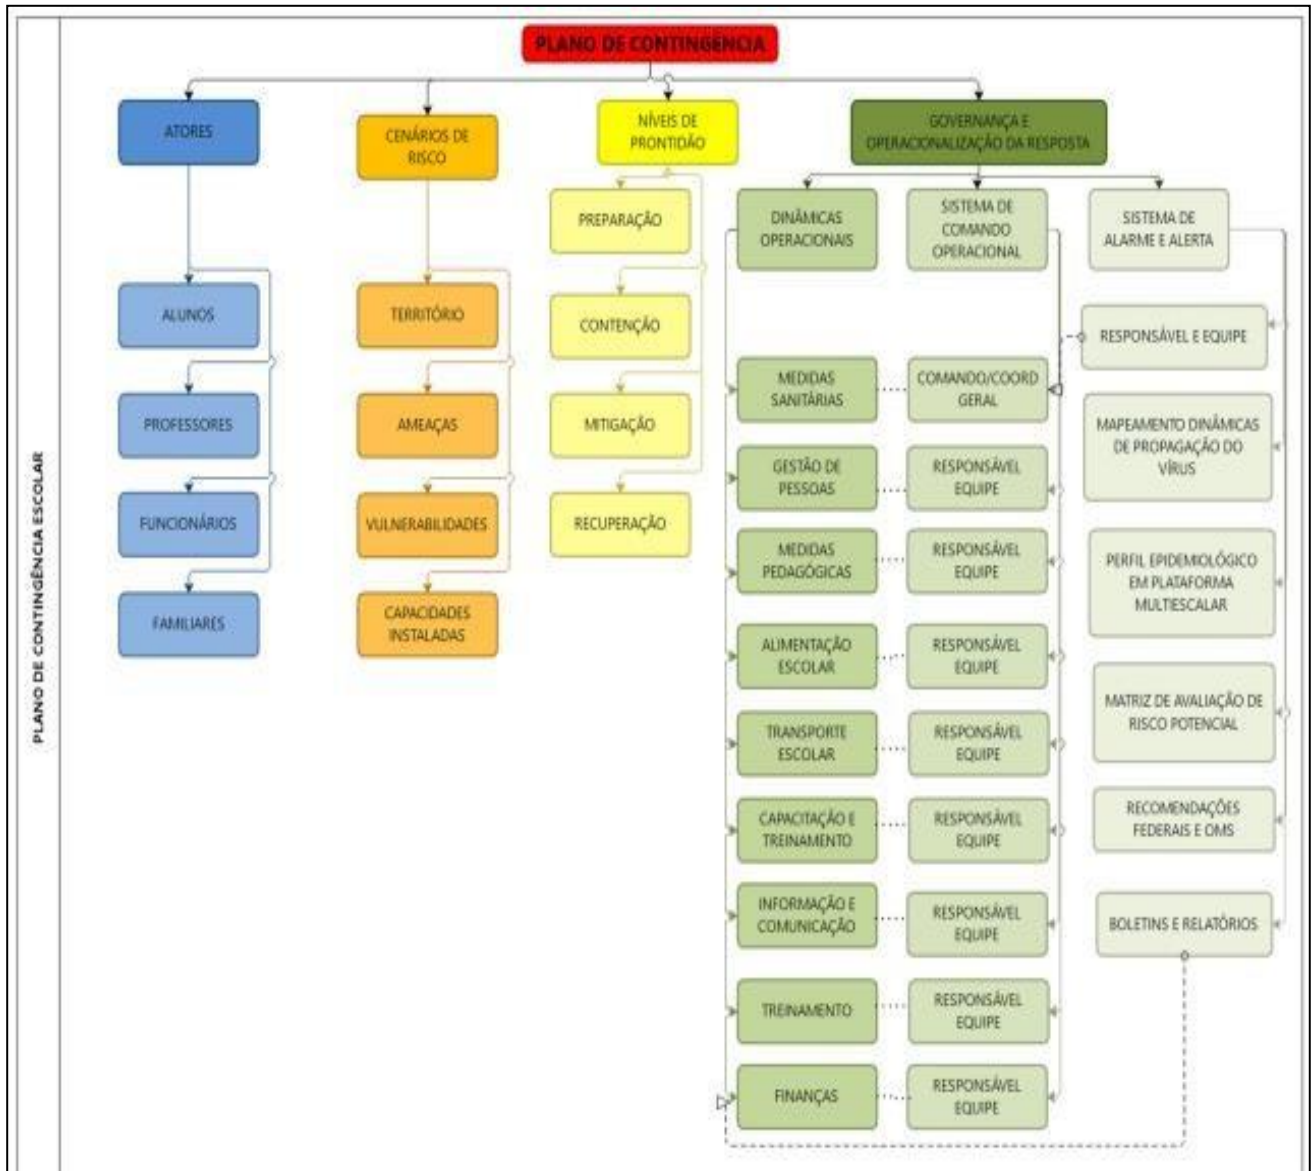 PLANO DE CONTINGÊNCIA ESCOLAR
PLANO DE CONTINGÊNCIA
ATORES
ALUNOS
PROFESSORES
FUNCIONÁRIOS
FAMILIARES
CENÁRIOS DE
RISCO
TERRITÓRIO
AMEAÇAS
VULNERABILIDADES
CAPACIDADES
INSTALADAS
NÍVEIS DE
PRONTIDÃO
PREPARAÇÃO
CONTENÇÃO
MITIGAÇÃO
RECUPERAÇÃO
GOVERNANÇA E
OPERACIONALIZAÇÃO DA RESPOSTA
DINÂMICAS
OPERACIONAIS
MEDIDAS
SANITÁRIAS
GESTÃO DE
PESSOAS
MEDIDAS
PEDAGÓGICAS
ALIMENTAÇÃO
ESCOLAR
TRANSPORTE
ESCOLAR
CAPACITAÇÃO E
TREINAMENTO
INFORMAÇÃO E
COMUNICAÇÃO
TREINAMENTO
FINANÇAS
SISTEMA DE
COMANDO
OPERACIONAL
COMANDO/COORD
GERAL
RESPONSÁVEL
EQUIPE
RESPONSÁVEL
EQUIPE
RESPONSÁVEL
EQUIPE
RESPONSÁVEL
EQUIPE
RESPONSÁVEL
EQUIPE
RESPONSÁVEL
EQUIPE
RESPONSÁVEL
EQUIPE
RESPONSÁVEL
EQUIPE
SISTEMA DE
ALARME E ALERTA
RESPONSÁVEL E EQUIPE
MAPEAMENTO DINÂMICAS
DE PROPAGAÇÃO DO
VÍRUS
PERFIL EPIDEMIOLÓGICO
EM PLATAFORMA
MULTIESCALAR
MATRIZ DE AVALIAÇÃO DE
RISCO POTENCIAL
RECOMENDAÇÕES
FEDERAIS E OMS
BOLETINS E RELATÓRIOS